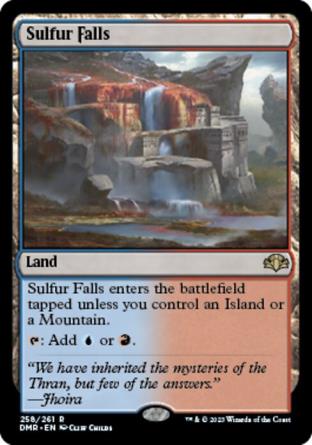 Sulfur Falls
Land
Sulfur Falls enters the battlefield
tapped unless you control an Island or
a Mountain.
: Add or .
"We have inherited the mysteries of the
Thran, but few of the answers."
—Jhoira
258/261 R
DMR • EN Cliff Childs
™ & © 2023 Wizards of the Coast